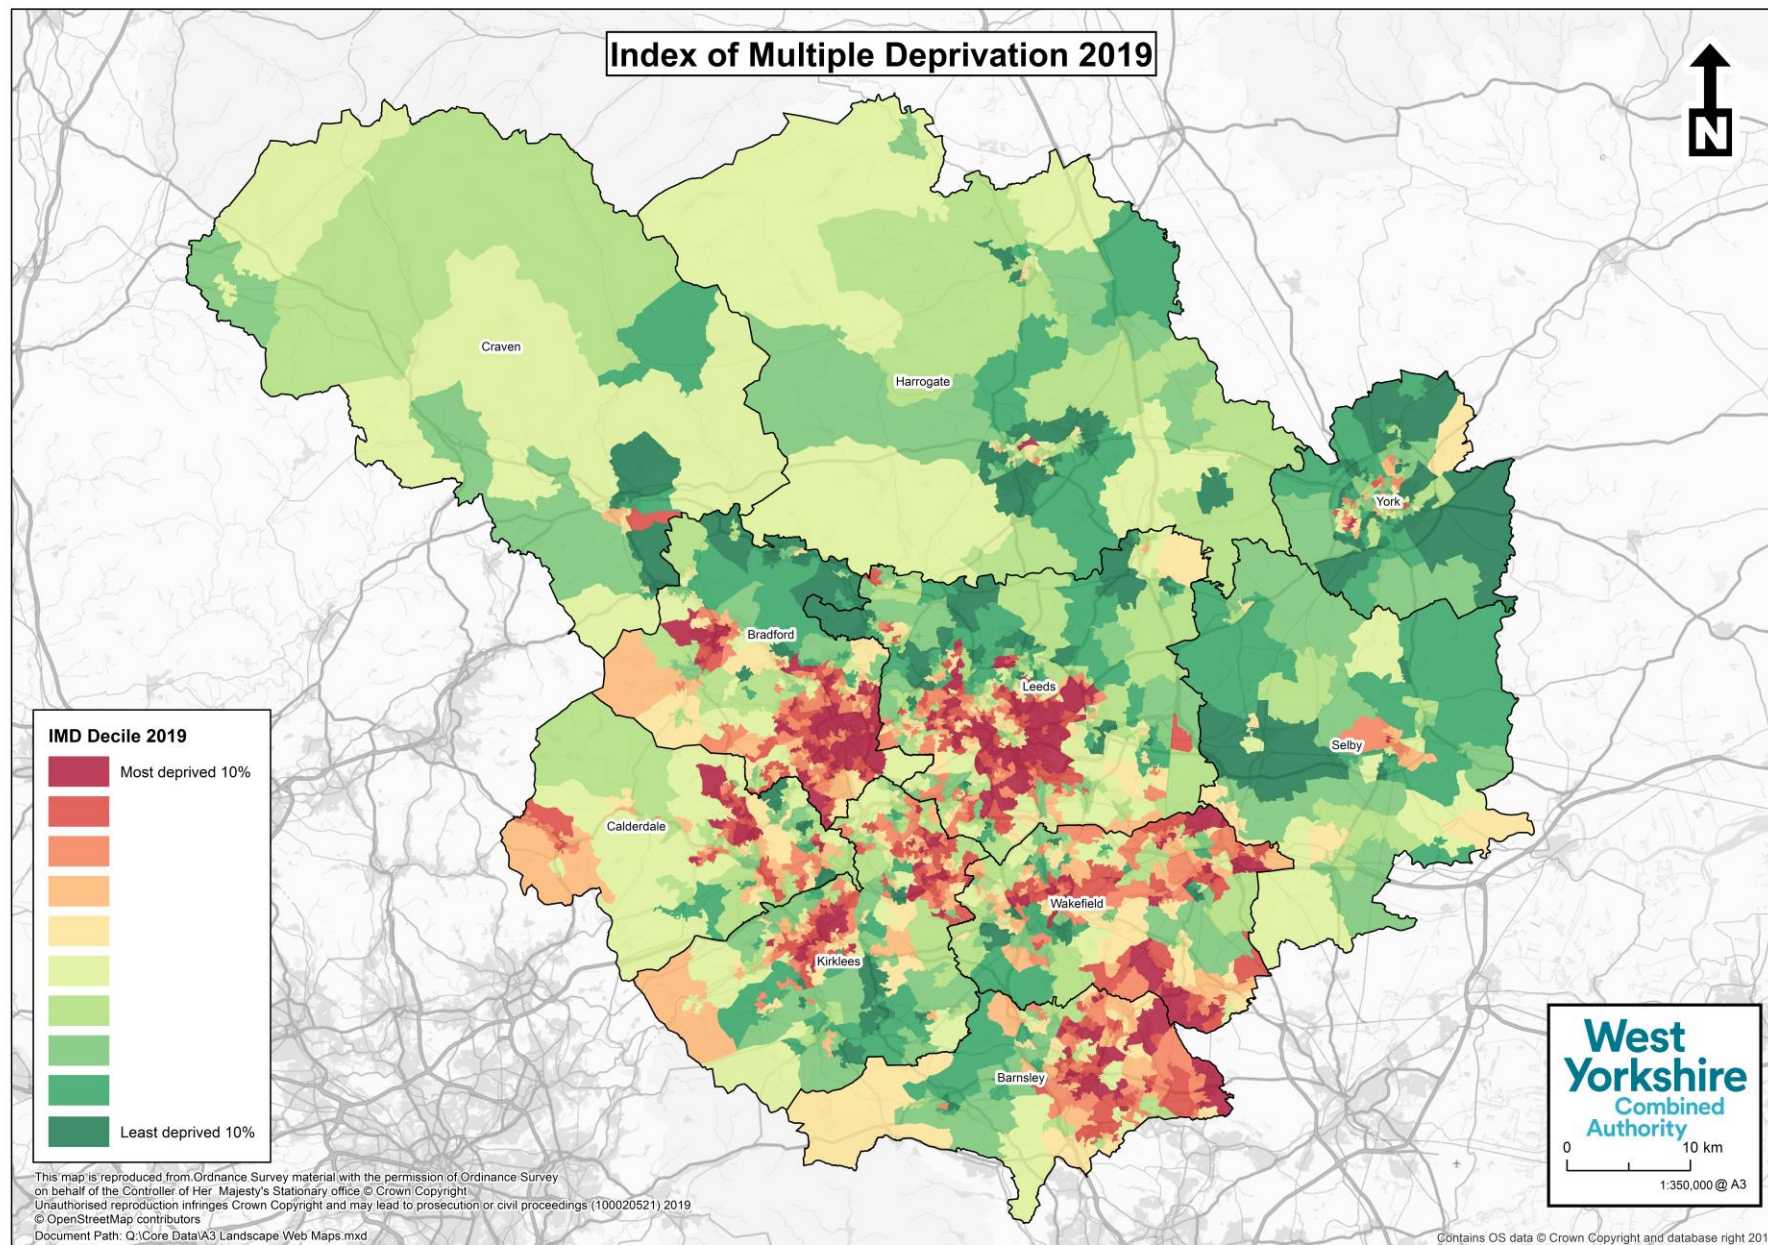 Index of Multiple Deprivation 2019
N
Craven
Harrogate
York
Bradford
Leeds
Selby
Calderdale
Wakefield
Kirklees
Barnsley
IMD Decile 2019
Most deprived 10%
Least deprived 10%
West
Yorkshire
Combined
Authority
0 10 km
1:350,000 @ A3
This map is reproduced from Ordnance Survey material with the permission of Ordinance Survey
on behalf of the Controller of Her Majesty's Stationary office © Crown Copyright
Unauthorised reproduction infringes Crown Copyright and may lead to prosecution or civil proceedings (100020521) 2019
© OpenStreetMap contributors
Document Path: Q:\Core Data\A3 Landscape Web Maps.mxd
Contains OS data © Crown Copyright and database right 201